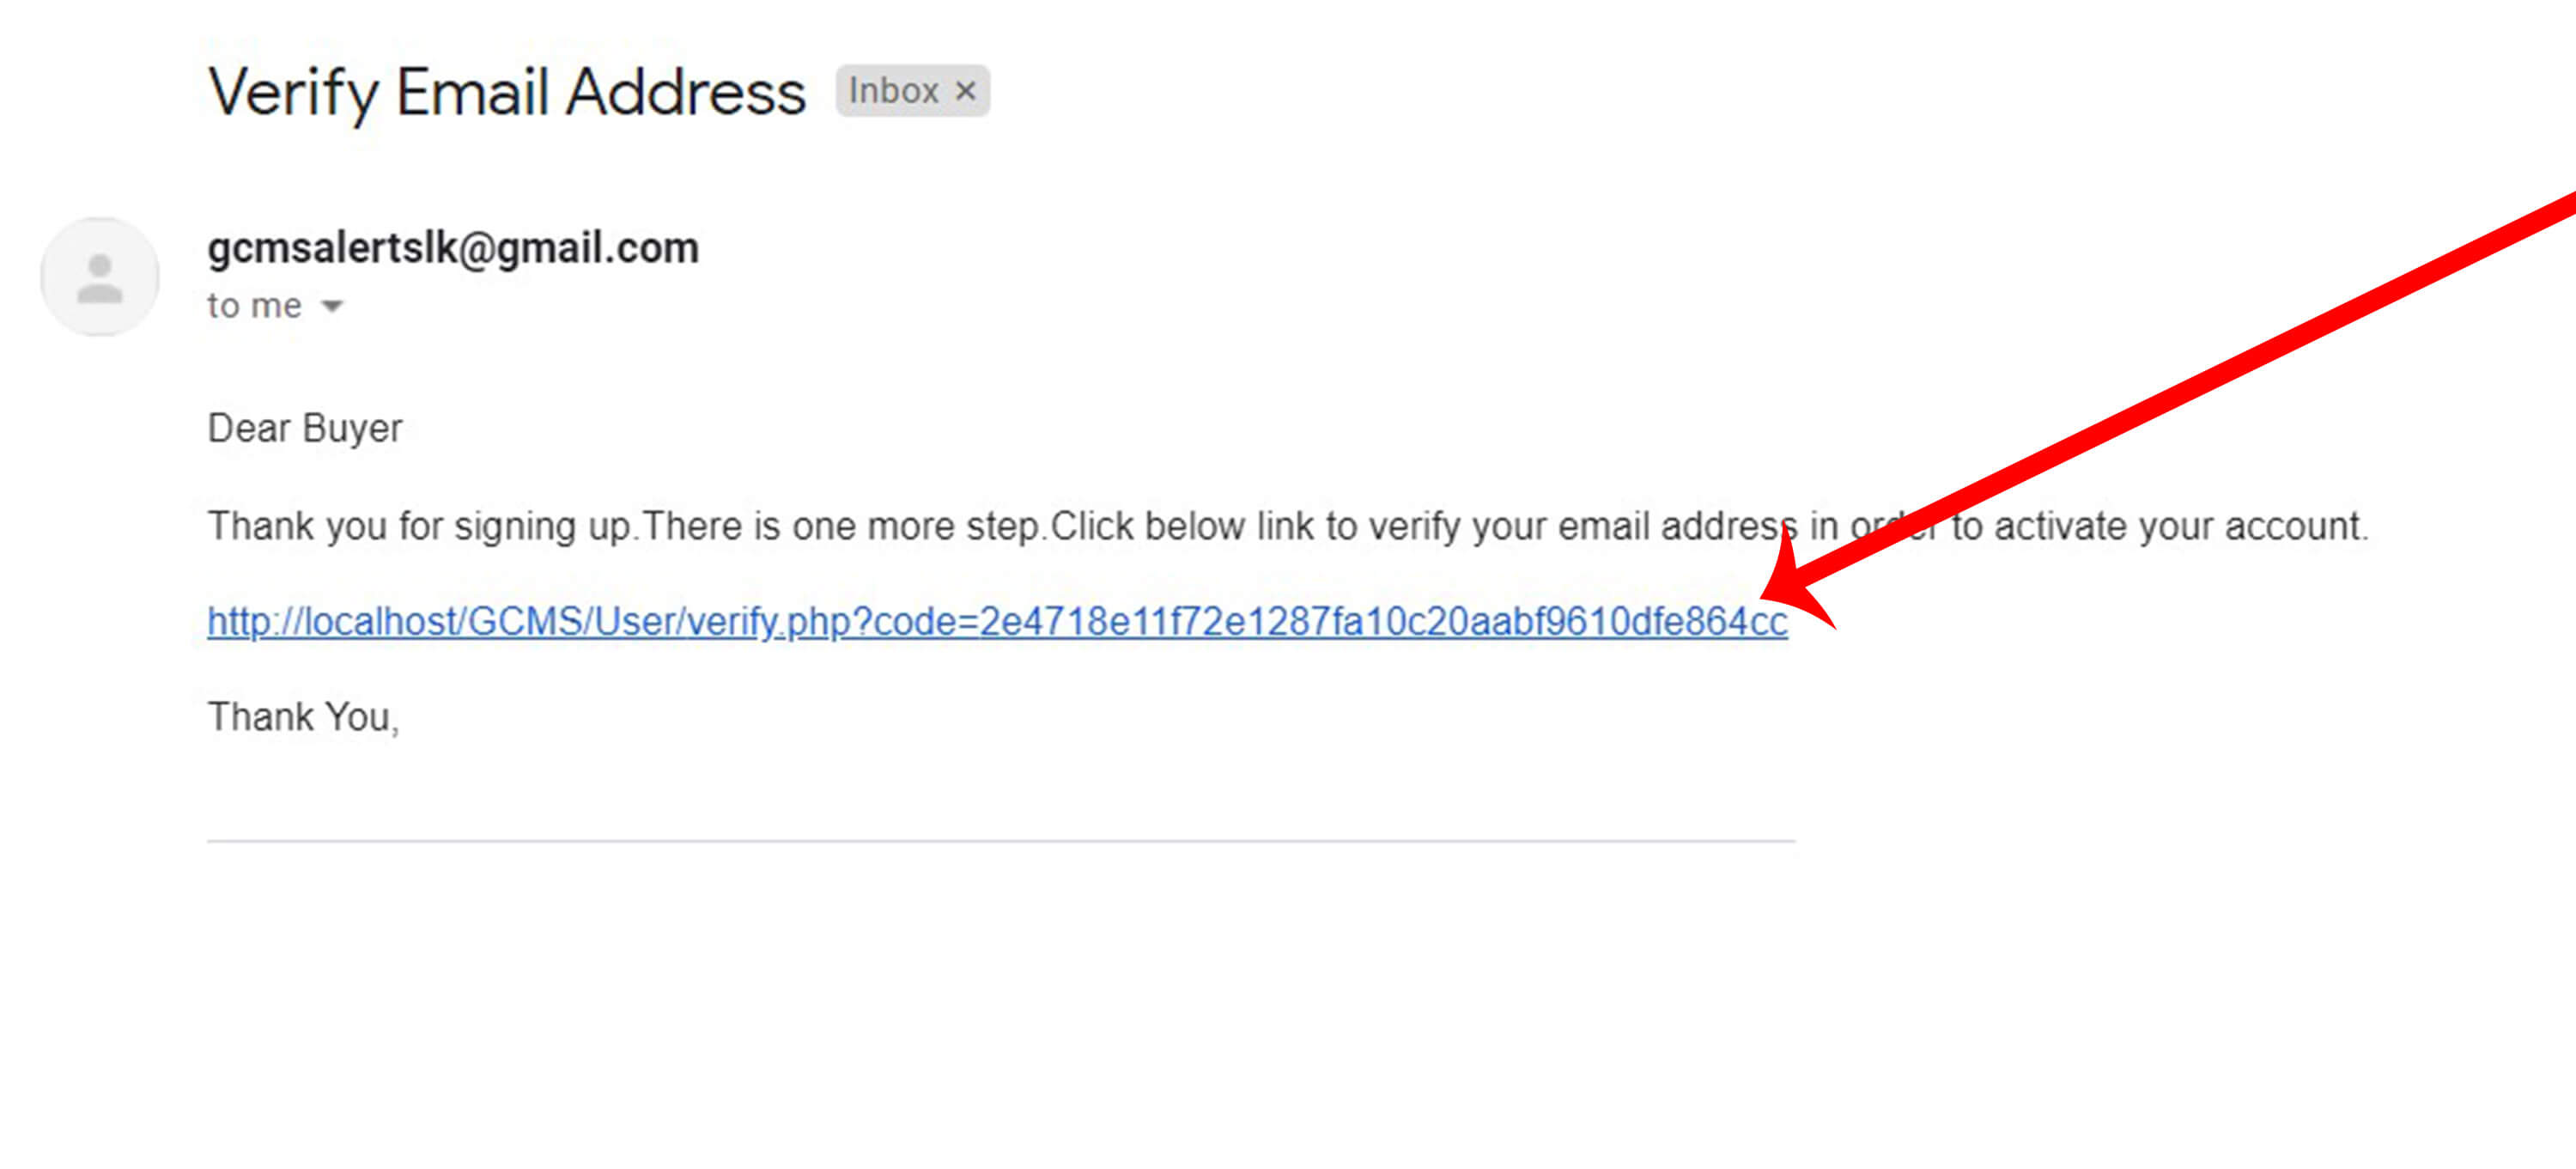 Verify Email Address Inbox ×
gcmsalertslk@gmail.com
to me
Dear Buyer
Thank you for signing up.There is one more step.Click below link to verify your email address in order to activate your account.
http://localhost/GCMS/User/verify.php?code=2e4718e11f72e1287fa10c20aabf9610dfe864cc
Thank You,